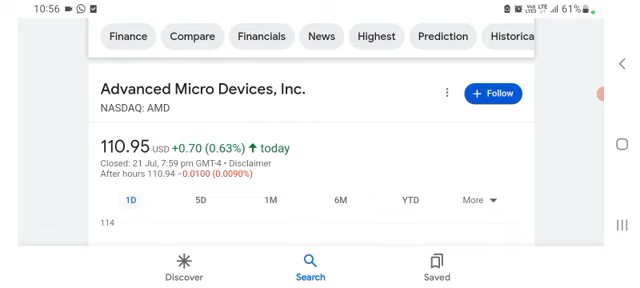 10:56 61%
Finance Compare Financials News Highest Prediction Historica
Advanced Micro Devices, Inc.
NASDAQ: AMD
+ Follow
110.95 USD +0.70 (0.63%) ↑ today
Closed: 21 Jul, 7:59 pm GMT-4 • Disclaimer
After hours 110.94 −0.0100 (0.0090%)
1D 5D 1M 6M YTD More
114
Discover Search Saved